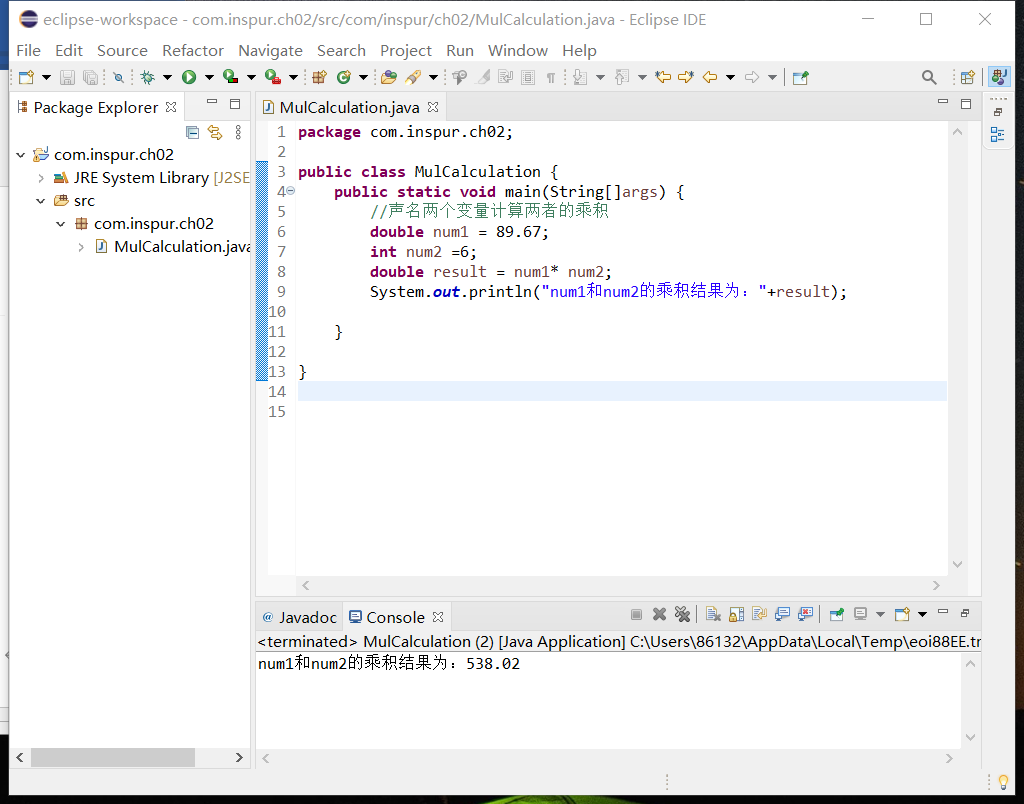 eclipse-workspace - com.inspur.ch02/src/com/inspur/ch02/MulCalculation.java - Eclipse IDE
File Edit Source Refactor Navigate Search Project Run Window Help
Package Explorer
com.inspur.ch02
JRE System Library [J2SE
src
com.inspur.ch02
MulCalculation.java
MulCalculation.java
1 package com.inspur.ch02;
2
3 public class MulCalculation {
4 public static void main(String[]args) {
5 //声名两个变量计算两者的乘积
6 double num1 = 89.67;
7 int num2 =6;
8 double result = num1* num2;
9 System.out.println("num1和num2的乘积结果为："+result);
10
11 }
12
13 }
14
15
@ Javadoc Console
<terminated> MulCalculation (2) [Java Application] C:\Users\86132\AppData\Local\Temp\eoi88EE.tr
num1和num2的乘积结果为：538.02